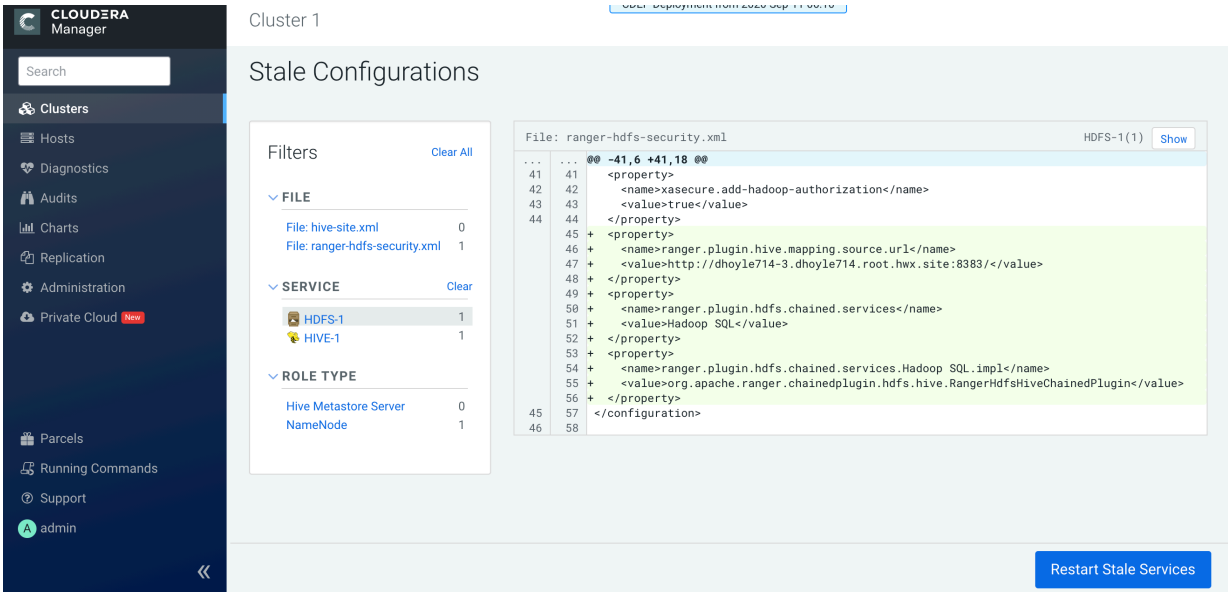 CLOUDERA
Manager
Search
Clusters
Hosts
Diagnostics
Audits
Charts
Replication
Administration
Private Cloud New
Parcels
Running Commands
Support
A admin
Cluster 1
Stale Configurations
Filters Clear All
FILE
File: hive-site.xml 0
File: ranger-hdfs-security.xml 1
SERVICE Clear
HDFS-1 1
HIVE-1 1
ROLE TYPE
Hive Metastore Server 0
NameNode 1
File: ranger-hdfs-security.xml HDFS-1(1) Show
... ... @@ -41,6 +41,18 @@
41 41 <property>
42 42 <name>xasecure.add-hadoop-authorization</name>
43 43 <value>true</value>
44 44 </property>
45 + <property>
46 + <name>ranger.plugin.hive.mapping.source.url</name>
47 + <value>http://dhoyle714-3.dhoyle714.root.hwx.site:8383/</value>
48 + </property>
49 + <property>
50 + <name>ranger.plugin.hdfs.chained.services</name>
51 + <value>Hadoop SQL</value>
52 + </property>
53 + <property>
54 + <name>ranger.plugin.hdfs.chained.services.Hadoop SQL.impl</name>
55 + <value>org.apache.ranger.chainedplugin.hdfs.hive.RangerHdfsHiveChainedPlugin</value>
56 + </property>
45 57 </configuration>
46 58
Restart Stale Services